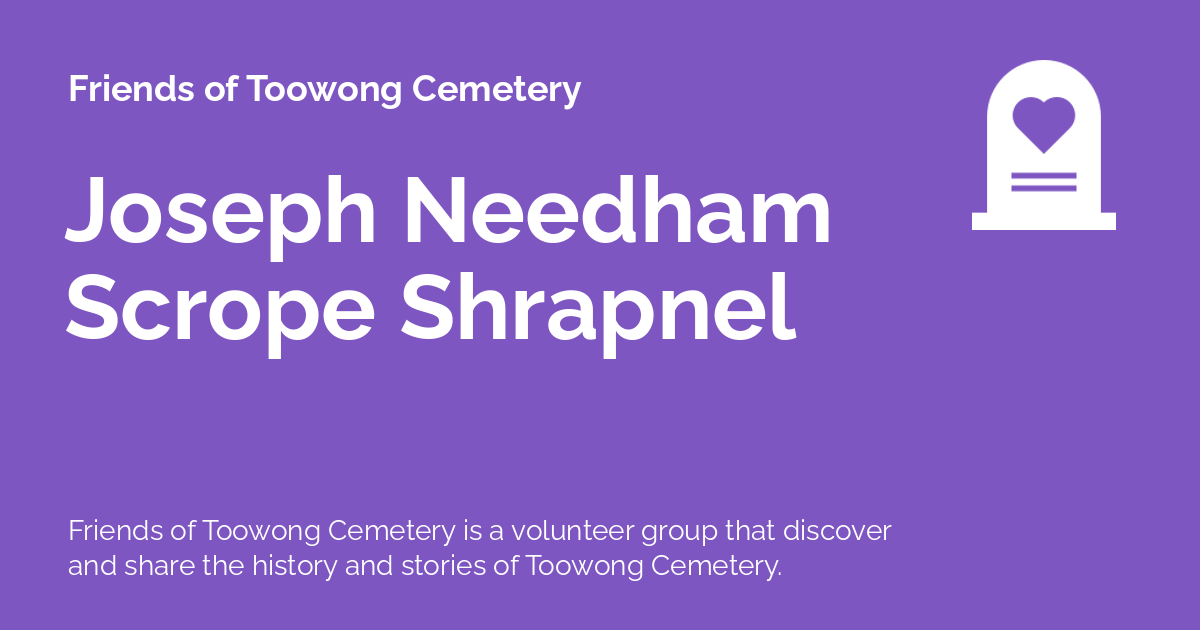 Friends of Toowong Cemetery
Joseph Needham
Scrope Shrapnel
Friends of Toowong Cemetery is a volunteer group that discover
and share the history and stories of Toowong Cemetery.